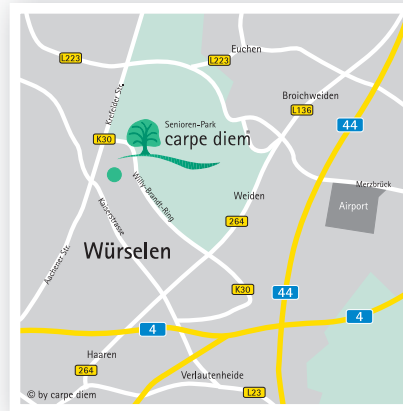 L223
L223
Euchen
Broichweiden
L136
44
Krefelder Str.
K30
Senioren-Park
carpe diem®
Willy-Brandt-Ring
Kaiserstrasse
Weiden
264
Merzbrück
Airport
Aachener Str.
Würselen
K30
44
4
4
Haaren
264
Verlautenheide
L23
© by carpe diem